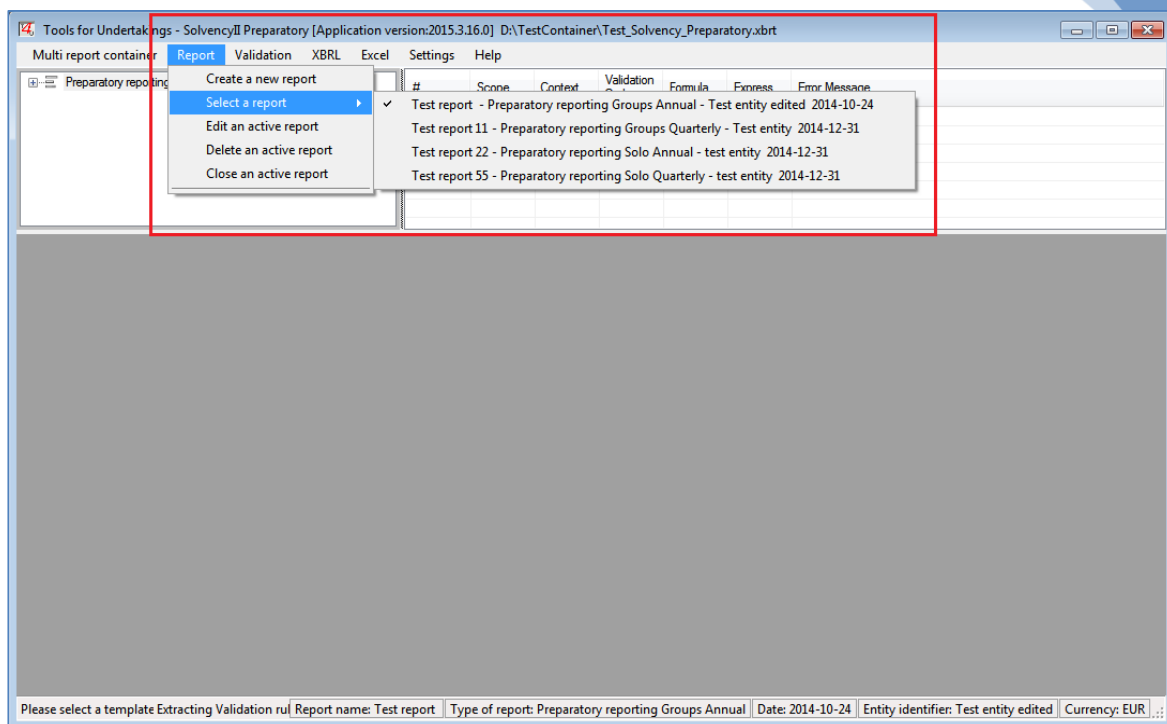 Tools for Undertakings - SolvencyII Preparatory [Application version:2015.3.16.0] D:\TestContainer\Test_Solvency_Preparatory.xbrt
Multi report container Report Validation XBRL Excel Settings Help
Preparatory reporting
# Scope Context Validation Formula Express Error Message
Create a new report
Select a report
Edit an active report
Delete an active report
Close an active report
✓ Test report - Preparatory reporting Groups Annual - Test entity edited 2014-10-24
Test report 11 - Preparatory reporting Groups Quarterly - Test entity 2014-12-31
Test report 22 - Preparatory reporting Solo Annual - test entity 2014-12-31
Test report 55 - Preparatory reporting Solo Quarterly - test entity 2014-12-31
Please select a template Extracting Validation rul Report name: Test report Type of report: Preparatory reporting Groups Annual Date: 2014-10-24 Entity identifier: Test entity edited Currency: EUR